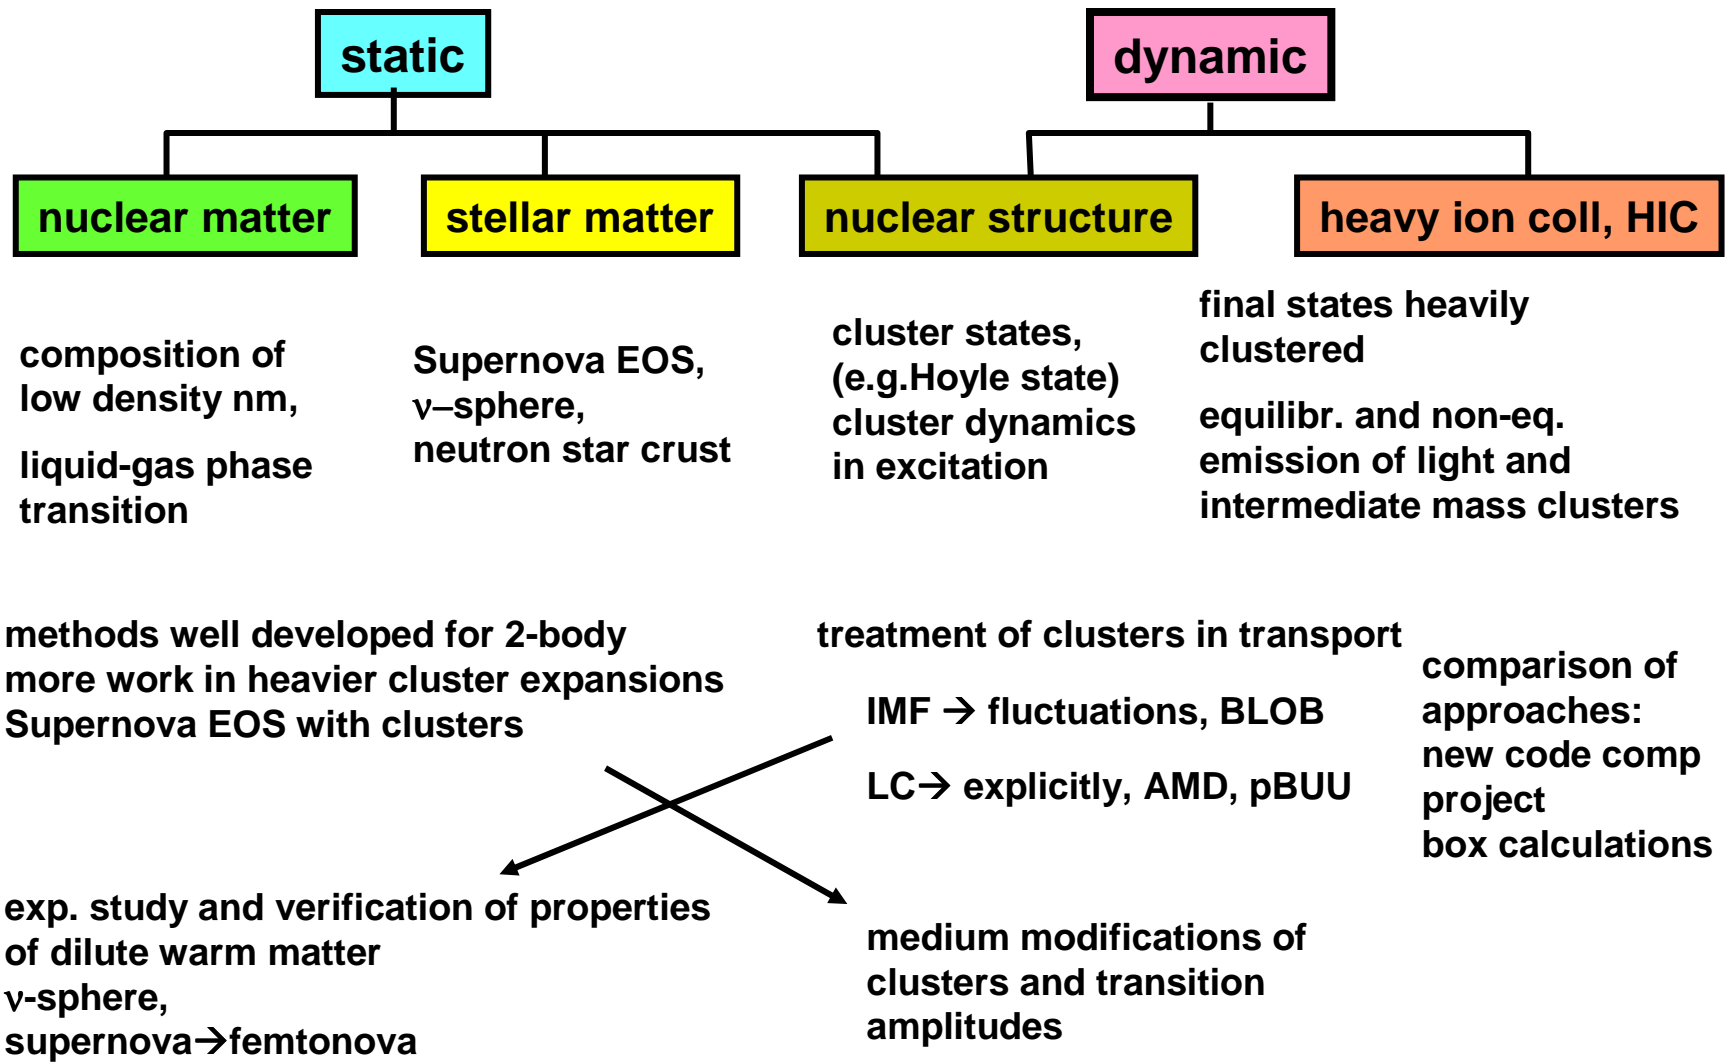 static
dynamic
nuclear matter
stellar matter
nuclear structure
heavy ion coll, HIC
composition of
low density nm,
liquid-gas phase
transition
Supernova EOS,
ν–sphere,
neutron star crust
cluster states,
(e.g.Hoyle state)
cluster dynamics
in excitation
final states heavily
clustered
equilibr. and non-eq.
emission of light and
intermediate mass clusters
methods well developed for 2-body
more work in heavier cluster expansions
Supernova EOS with clusters
treatment of clusters in transport
IMF → fluctuations, BLOB
LC→ explicitly, AMD, pBUU
comparison of
approaches:
new code comp
project
box calculations
exp. study and verification of properties
of dilute warm matter
ν-sphere,
supernova→femtonova
medium modifications of
clusters and transition
amplitudes